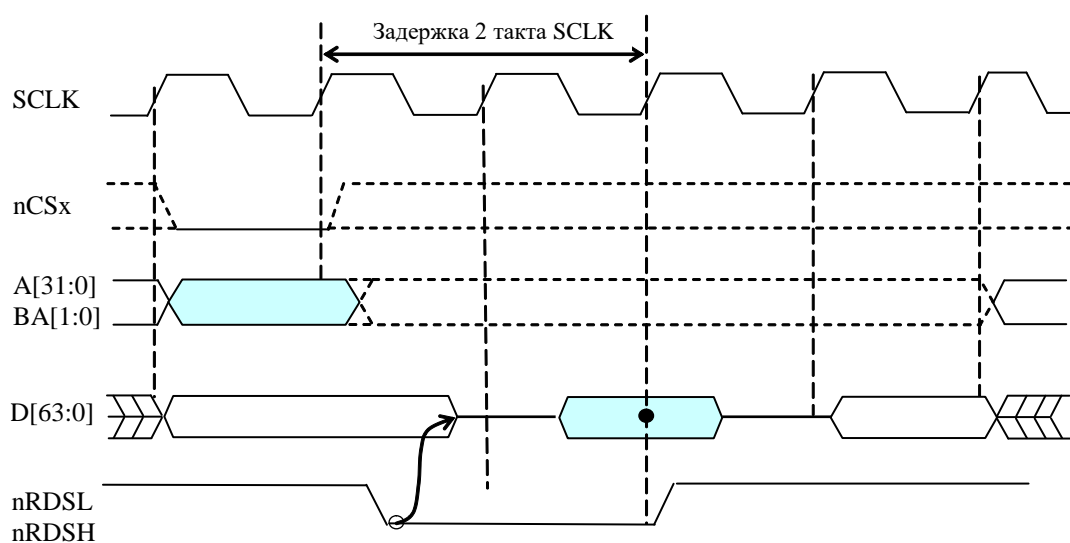 Задержка 2 такта SCLK
SCLK
nCSx
A[31:0]
BA[1:0]
D[63:0]
nRDSL
nRDSH